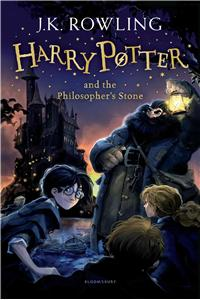 J.K. ROWLING
HARRY POTTER
and the
Philosopher's Stone
BLOOMSBURY